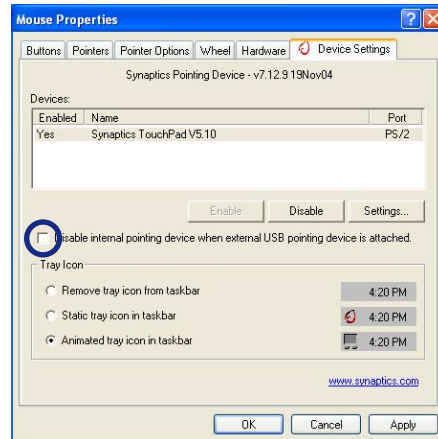 Mouse Properties
Buttons Pointers Pointer Options Wheel Hardware Device Settings
Synaptics Pointing Device - v7.12.9 19Nov04
Devices:
Enabled Name Port
Yes Synaptics TouchPad V5.10 PS/2
Enable Disable Settings...
Disable internal pointing device when external USB pointing device is attached.
Tray Icon
Remove tray icon from taskbar 4:20 PM
Static tray icon in taskbar 4:20 PM
Animated tray icon in taskbar 4:20 PM
www.synaptics.com
OK Cancel Apply